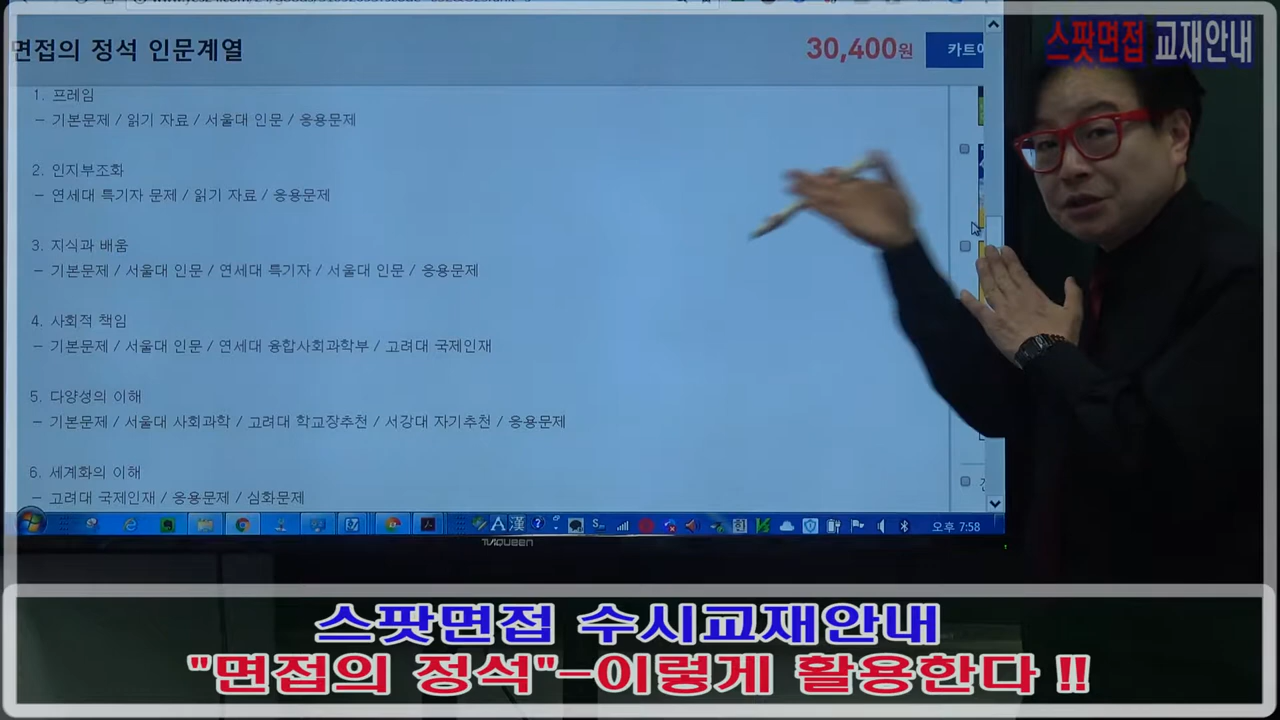 스팟면접 교재안내
면접의 정석 인문계열
30,400원
1. 프레임
- 기본문제 / 읽기 자료 / 서울대 인문 / 응용문제
2. 인지부조화
- 연세대 특기자 문제 / 읽기 자료 / 응용문제
3. 지식과 배움
- 기본문제 / 서울대 인문 / 연세대 특기자 / 서울대 인문 / 응용문제
4. 사회적 책임
- 기본문제 / 서울대 인문 / 연세대 융합사회과학부 / 고려대 국제인재
5. 다양성의 이해
- 기본문제 / 서울대 사회과학 / 고려대 학교장추천 / 서강대 자기추천 / 응용문제
6. 세계화의 이해
- 고려대 국제인재 / 응용문제 / 심화문제
A 漢
오후 7:58
TVAQUEEN
스팟면접 수시교재안내
"면접의 정석"-이렇게 활용한다 !!